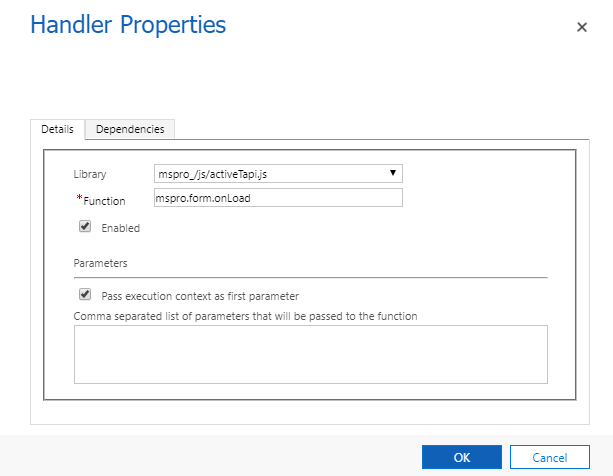 Handler Properties
Details
Dependencies
Library
mspro_/js/activeTapi.js
*Function
mspro.form.onLoad
Enabled
Parameters
Pass execution context as first parameter
Comma separated list of parameters that will be passed to the function
OK
Cancel